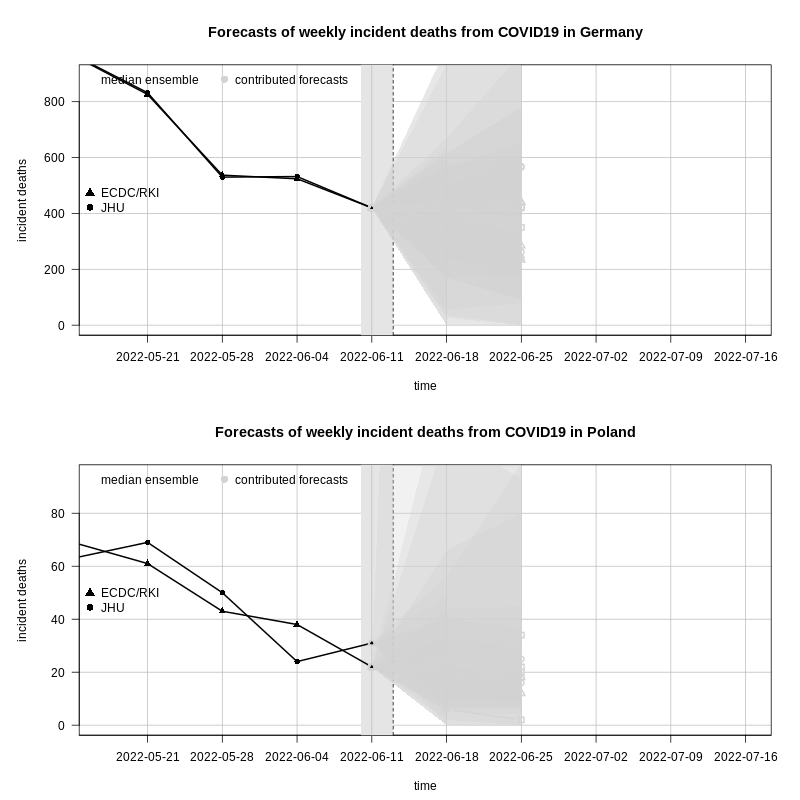 Forecasts of weekly incident deaths from COVID19 in Germany
median ensemble contributed forecasts
800
600
400
200
0
incident deaths
ECDC/RKI
JHU
2022-05-21 2022-05-28 2022-06-04 2022-06-11 2022-06-18 2022-06-25 2022-07-02 2022-07-09 2022-07-16
time
Forecasts of weekly incident deaths from COVID19 in Poland
median ensemble contributed forecasts
80
60
40
20
0
incident deaths
ECDC/RKI
JHU
2022-05-21 2022-05-28 2022-06-04 2022-06-11 2022-06-18 2022-06-25 2022-07-02 2022-07-09 2022-07-16
time